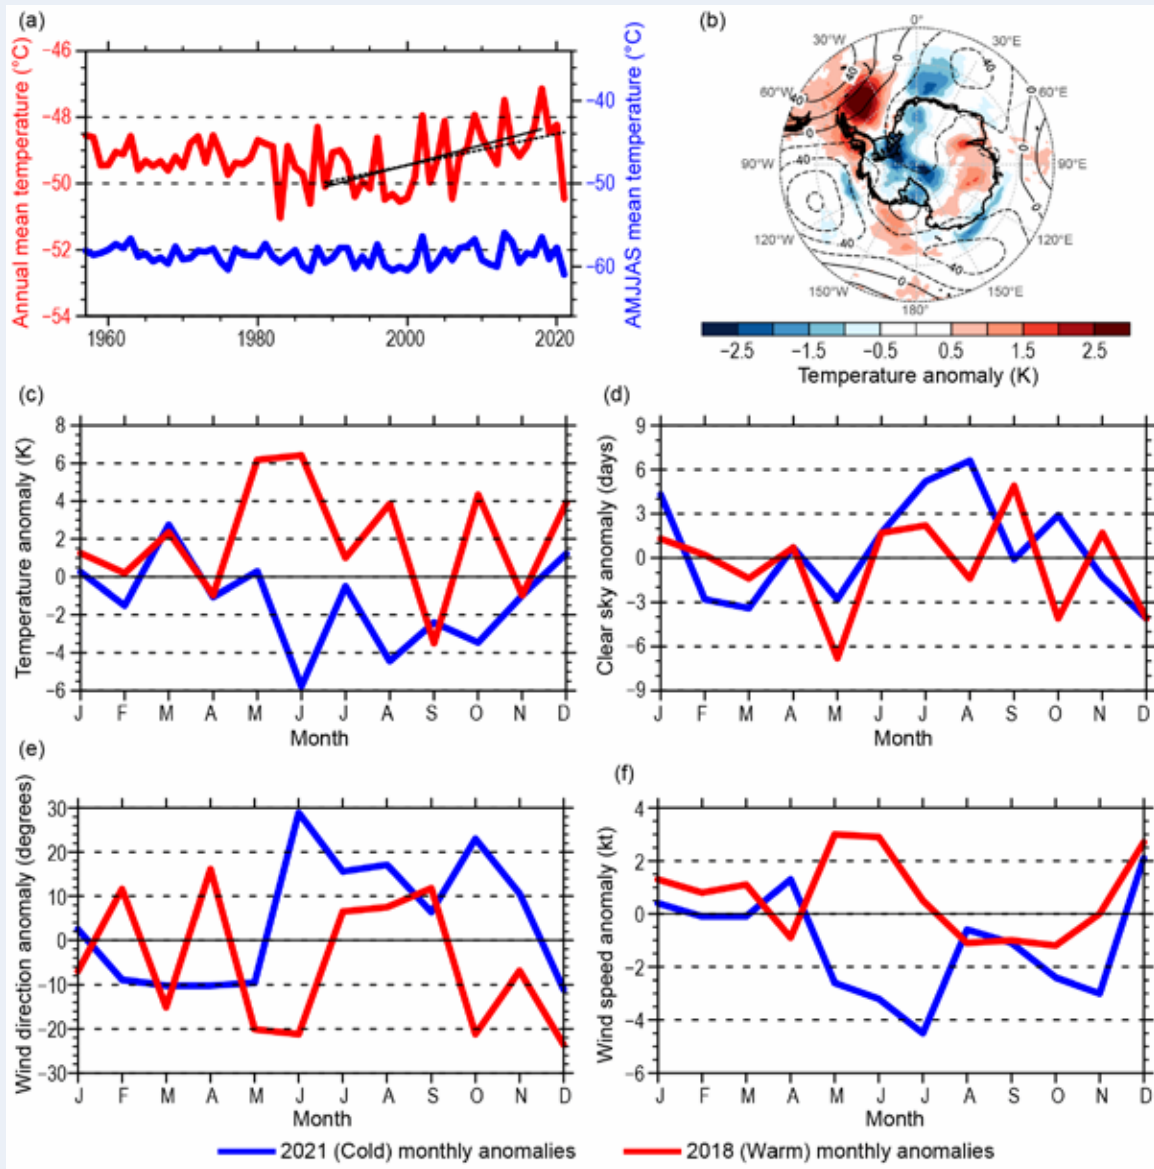 (a)
Annual mean temperature (°C)
−46
−48
−50
−52
−54
1960
1980
2000
2020
−40
−50
−60
AMJJAS mean temperature (°C)
(b)
0°
30°W
30°E
60°W
60°E
90°W
90°E
120°W
120°E
150°W
150°E
180°
−2.5
−1.5
−0.5
0.5
1.5
2.5
Temperature anomaly (K)
(c)
Temperature anomaly (K)
8
6
4
2
0
−2
−4
−6
J F M A M J J A S O N D
Month
(d)
Clear sky anomaly (days)
9
6
3
0
−3
−6
−9
J F M A M J J A S O N D
Month
(e)
Wind direction anomaly (degrees)
30
20
10
0
−10
−20
−30
J F M A M J J A S O N D
Month
(f)
Wind speed anomaly (kt)
4
2
0
−2
−4
−6
J F M A M J J A S O N D
Month
2021 (Cold) monthly anomalies
2018 (Warm) monthly anomalies